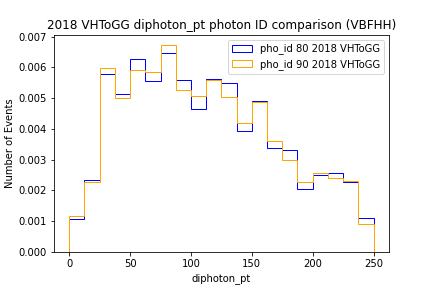 2018 VHToGG diphoton_pt photon ID comparison (VBFHH)
pho_id 80 2018 VHToGG
pho_id 90 2018 VHToGG
0.007
0.006
0.005
0.004
0.003
0.002
0.001
0.000
Number of Events
0 50 100 150 200 250
diphoton_pt